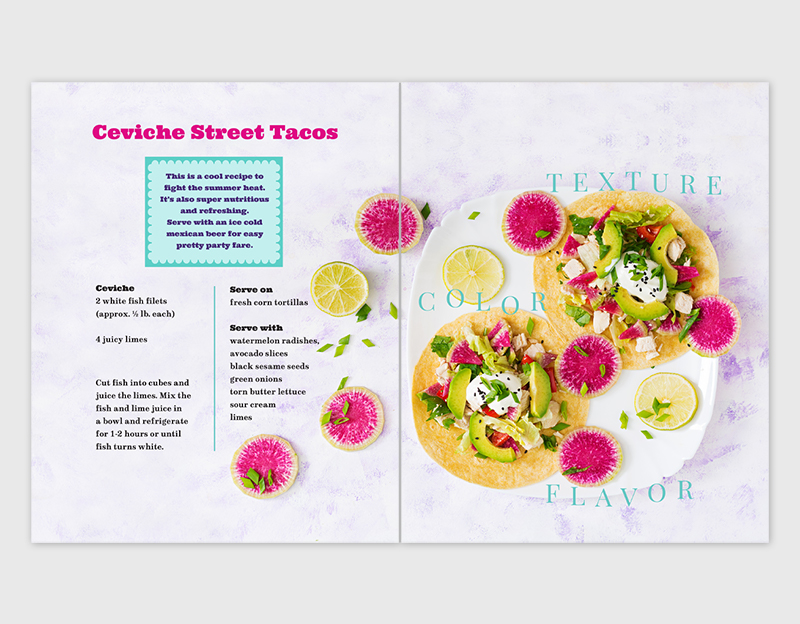 Ceviche Street Tacos
This is a cool recipe to
fight the summer heat.
It's also super nutritious
and refreshing.
Serve with an ice cold
mexican beer for easy
pretty party fare.
Ceviche
2 white fish filets
(approx. ½ lb. each)
4 juicy limes
Cut fish into cubes and
juice the limes. Mix the
fish and lime juice in
a bowl and refrigerate
for 1-2 hours or until
fish turns white.
Serve on
fresh corn tortillas
Serve with
watermelon radishes,
avocado slices
black sesame seeds
green onions
torn butter lettuce
sour cream
limes
TEXTURE
COLOR
FLAVOR